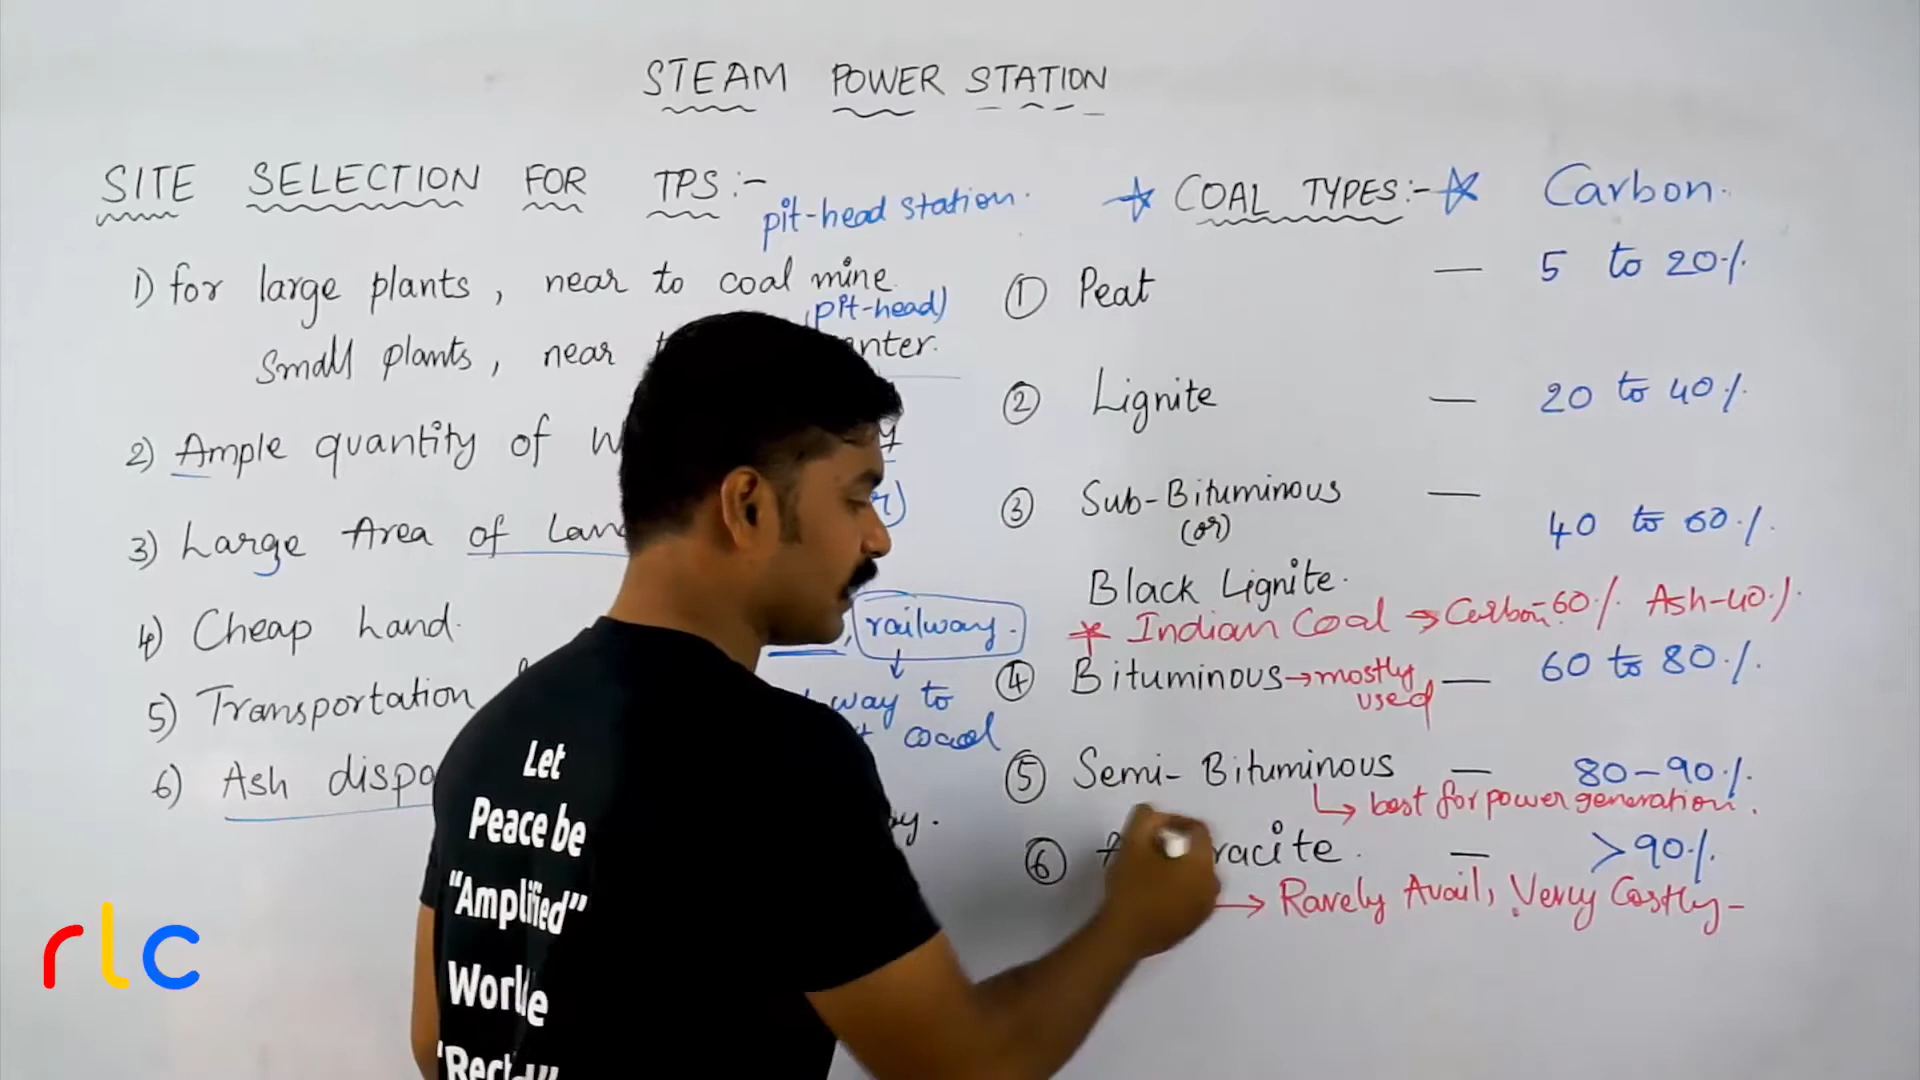 STEAM POWER STATION
SITE SELECTION FOR TPS:-
pit-head station.
1) for large plants, near to coal mine
(pit-head)
Small plants, near
2) Ample quantity of
3) Large Area of Land
4) Cheap Land.
5) Transportation
railway.
way to
coaol
6) Ash
COAL TYPES:- Carbon.
① Peat — 5 to 20%
② Lignite — 20 to 40%
③ Sub-Bituminous — 40 to 60%.
(or)
Black Lignite.
* Indian Coal → Carbon-60% Ash-40%.
④ Bituminous → mostly used — 60 to 80%
⑤ Semi-Bituminous — 80-90%
↳ best for power generation.
⑥ — >90%
→ Rarely Avail, Very Costly-
Let
Peace be
“Amplified”
rlc